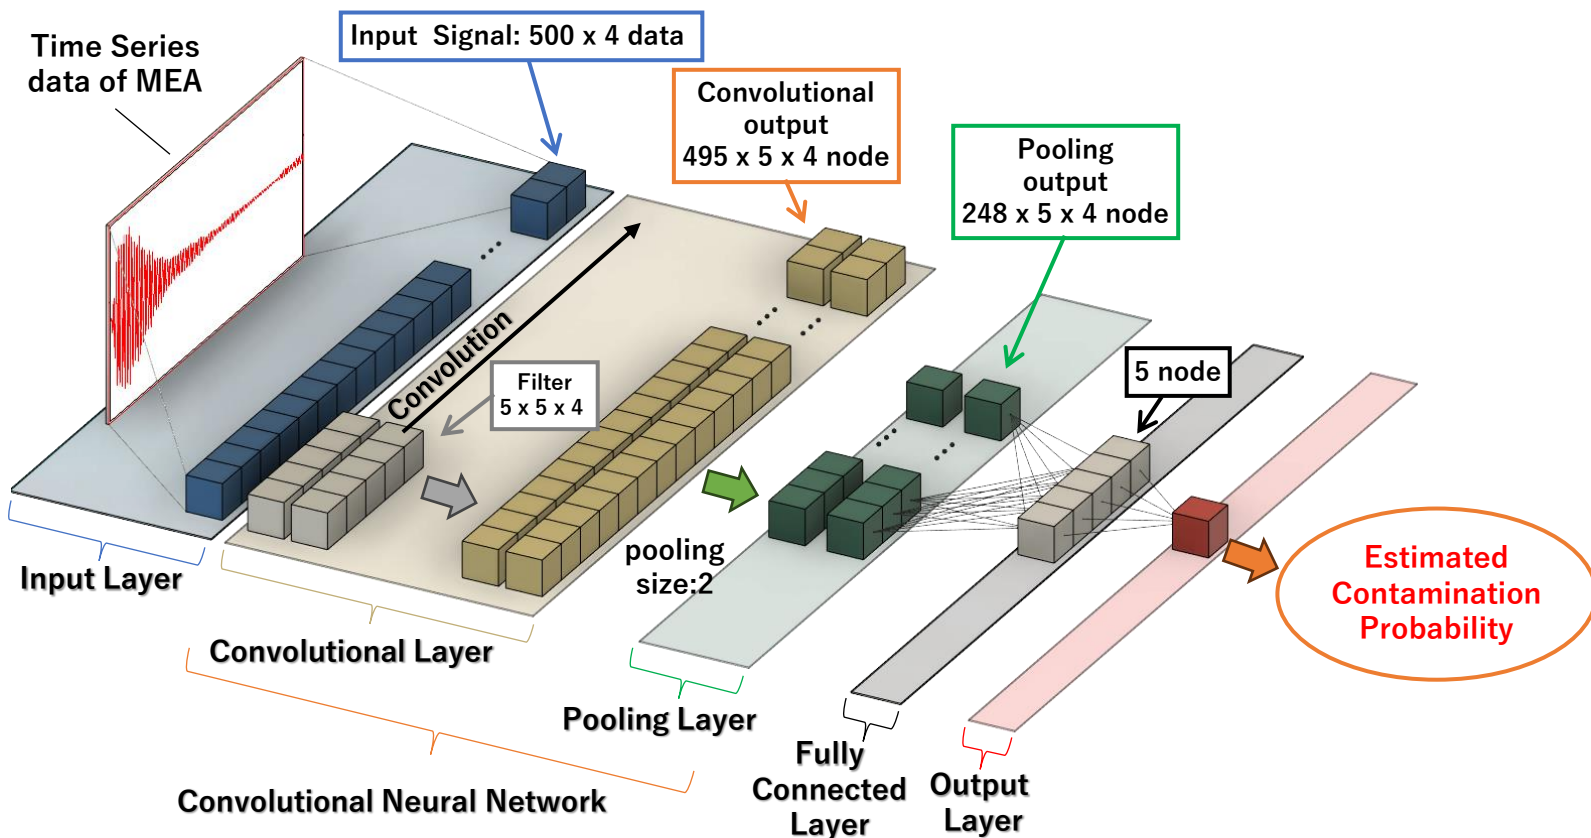 Time Series
data of MEA
Input Signal: 500 x 4 data
Convolutional
output
495 x 5 x 4 node
Pooling
output
248 x 5 x 4 node
Convolution
Filter
5 x 5 x 4
5 node
pooling
size:2
Estimated
Contamination
Probability
Input Layer
Convolutional Layer
Pooling Layer
Fully
Connected
Layer
Output
Layer
Convolutional Neural Network